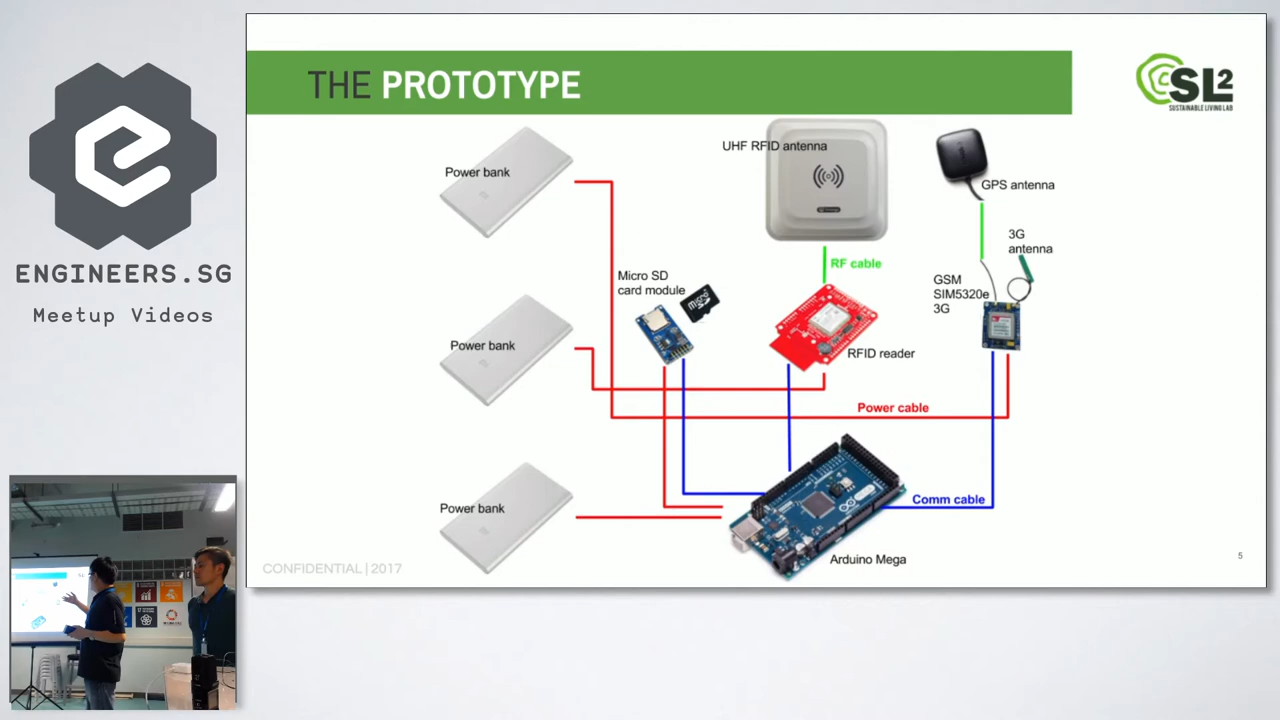 THE PROTOTYPE
SL2
SUSTAINABLE LIVING LAB
ENGINEERS.SG
Meetup Videos
Power bank
UHF RFID antenna
GPS antenna
3G
antenna
RF cable
Micro SD
card module
micro
GSM
SIM5320e
3G
Power bank
RFID reader
Power cable
Comm cable
Power bank
Arduino Mega
CONFIDENTIAL | 2017
5